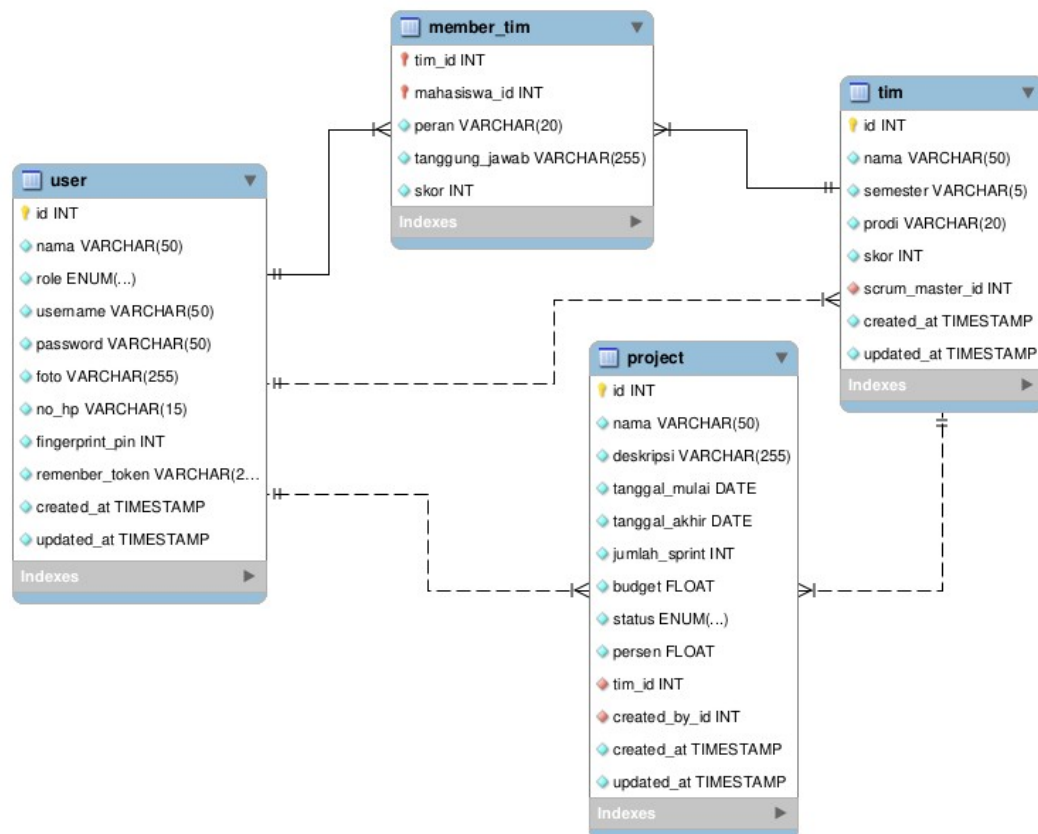 member_tim
tim_id INT
mahasiswa_id INT
peran VARCHAR(20)
tanggung_jawab VARCHAR(255)
skor INT
Indexes
tim
id INT
nama VARCHAR(50)
semester VARCHAR(5)
prodi VARCHAR(20)
skor INT
scrum_master_id INT
created_at TIMESTAMP
updated_at TIMESTAMP
Indexes
user
id INT
nama VARCHAR(50)
role ENUM(...)
username VARCHAR(50)
password VARCHAR(50)
foto VARCHAR(255)
no_hp VARCHAR(15)
fingerprint_pin INT
remenber_token VARCHAR(2...
created_at TIMESTAMP
updated_at TIMESTAMP
Indexes
project
id INT
nama VARCHAR(50)
deskripsi VARCHAR(255)
tanggal_mulai DATE
tanggal_akhir DATE
jumlah_sprint INT
budget FLOAT
status ENUM(...)
persen FLOAT
tim_id INT
created_by_id INT
created_at TIMESTAMP
updated_at TIMESTAMP
Indexes